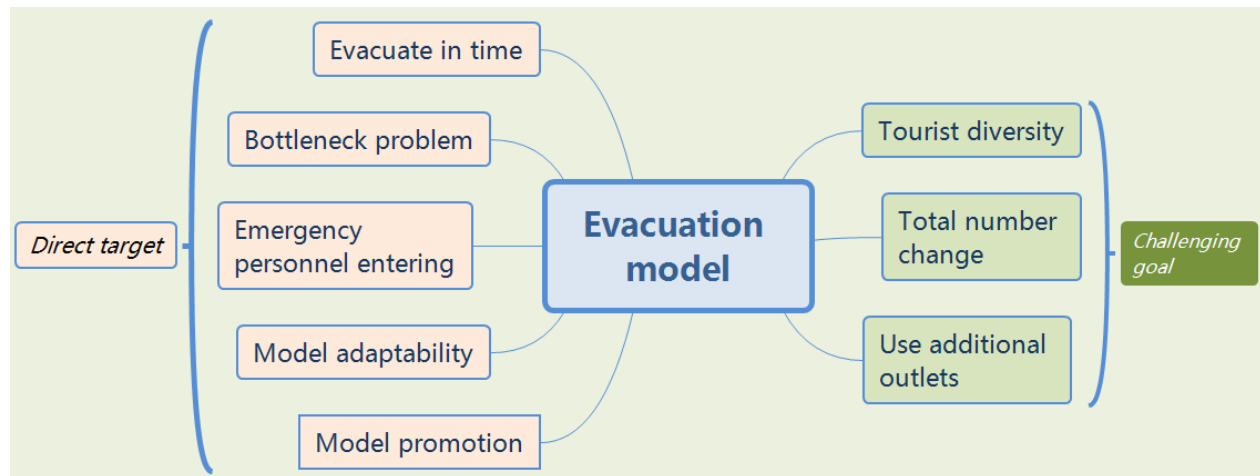 Direct target
Evacuate in time
Bottleneck problem
Emergency
personnel entering
Model adaptability
Model promotion
Evacuation
model
Tourist diversity
Total number
change
Use additional
outlets
Challenging
goal